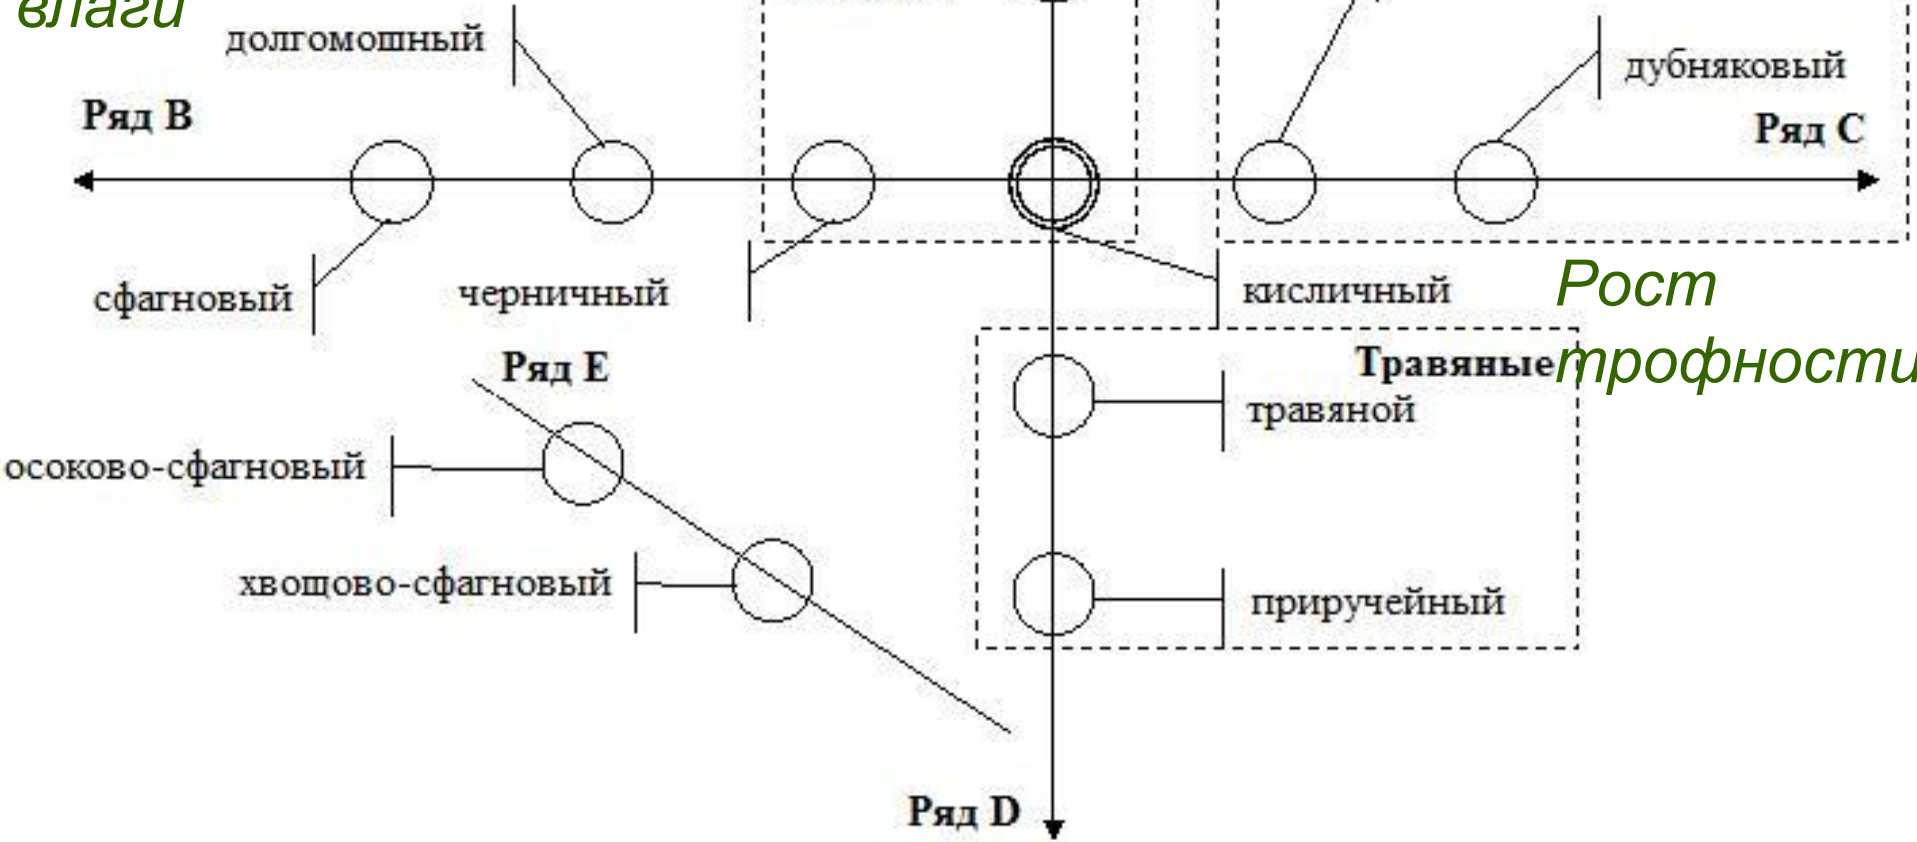 влаги
долгомошный
дубняковый
Ряд В
Ряд С
сфагновый
черничный
кисличный
Рост
трофности
Ряд Е
Травяные
травяной
осоково-сфагновый
хвощово-сфагновый
приручейный
Ряд D